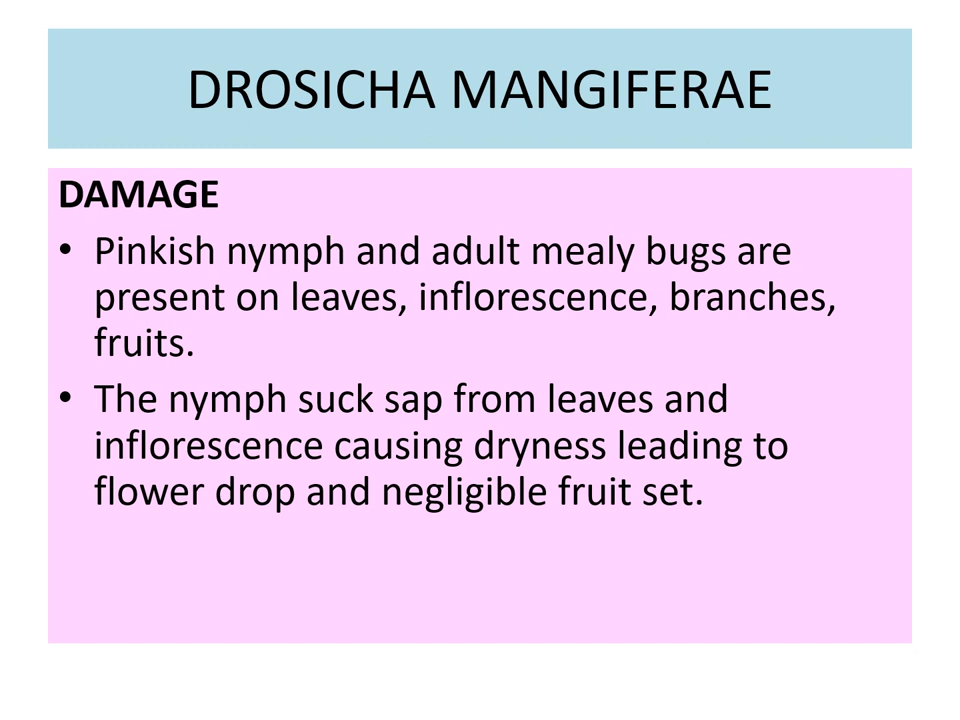 DROSICHA MANGIFERAE
DAMAGE
• Pinkish nymph and adult mealy bugs are
present on leaves, inflorescence, branches,
fruits.
• The nymph suck sap from leaves and
inflorescence causing dryness leading to
flower drop and negligible fruit set.